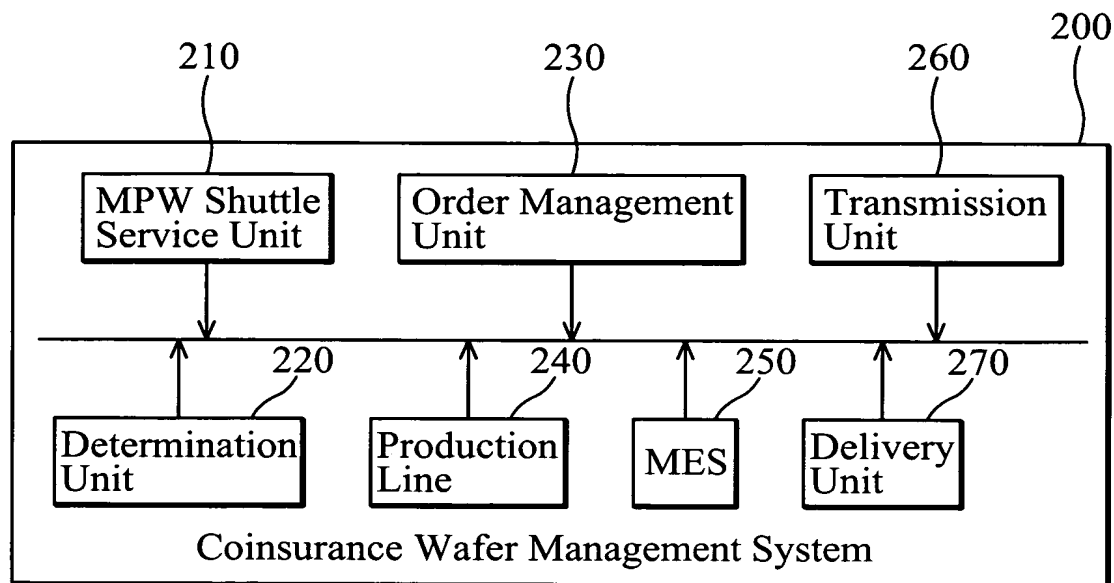 200
210
230
260
MPW Shuttle
Service Unit
Order Management
Unit
Transmission
Unit
220
240
250
270
Determination
Unit
Production
Line
MES
Delivery
Unit
Coinsurance Wafer Management System